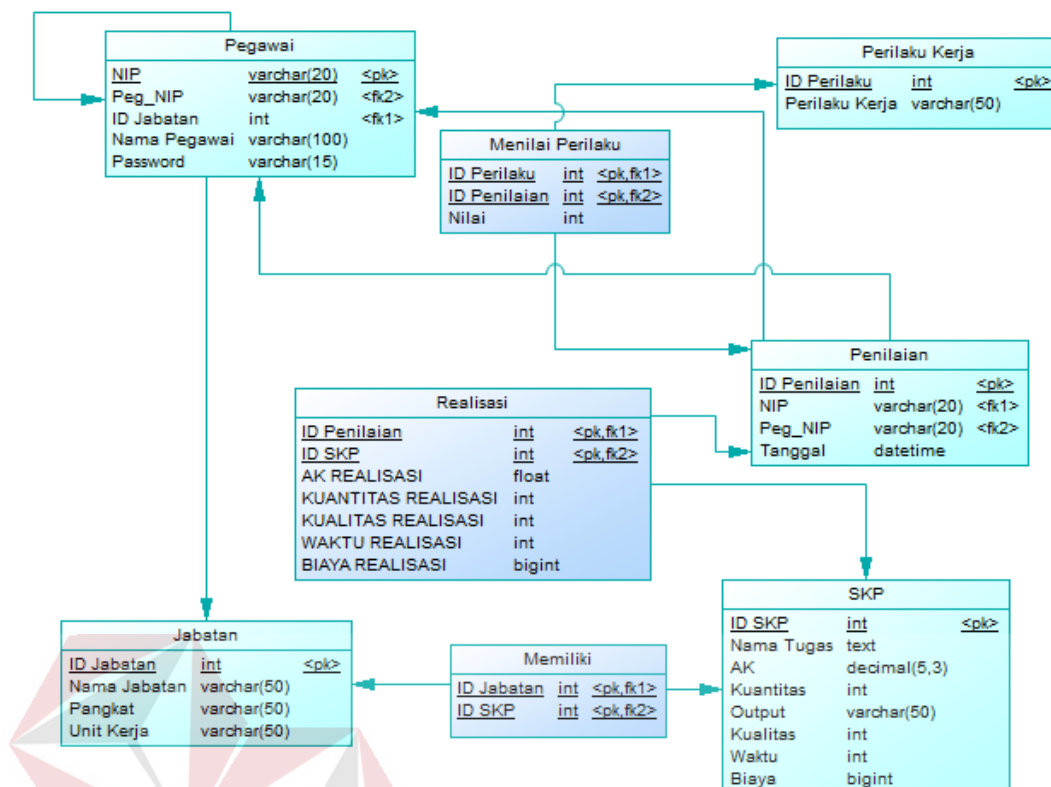 Pegawai
NIP varchar(20) <pk>
Peg_NIP varchar(20) <fk2>
ID Jabatan int <fk1>
Nama Pegawai varchar(100)
Password varchar(15)
Perilaku Kerja
ID Perilaku int <pk>
Perilaku Kerja varchar(50)
Menilai Perilaku
ID Perilaku int <pk,fk1>
ID Penilaian int <pk,fk2>
Nilai int
Penilaian
ID Penilaian int <pk>
NIP varchar(20) <fk1>
Peg_NIP varchar(20) <fk2>
Tanggal datetime
Realisasi
ID Penilaian int <pk,fk1>
ID SKP int <pk,fk2>
AK REALISASI float
KUANTITAS REALISASI int
KUALITAS REALISASI int
WAKTU REALISASI int
BIAYA REALISASI bigint
Jabatan
ID Jabatan int <pk>
Nama Jabatan varchar(50)
Pangkat varchar(50)
Unit Kerja varchar(50)
Memiliki
ID Jabatan int <pk,fk1>
ID SKP int <pk,fk2>
SKP
ID SKP int <pk>
Nama Tugas text
AK decimal(5,3)
Kuantitas int
Output varchar(50)
Kualitas int
Waktu int
Biaya bigint